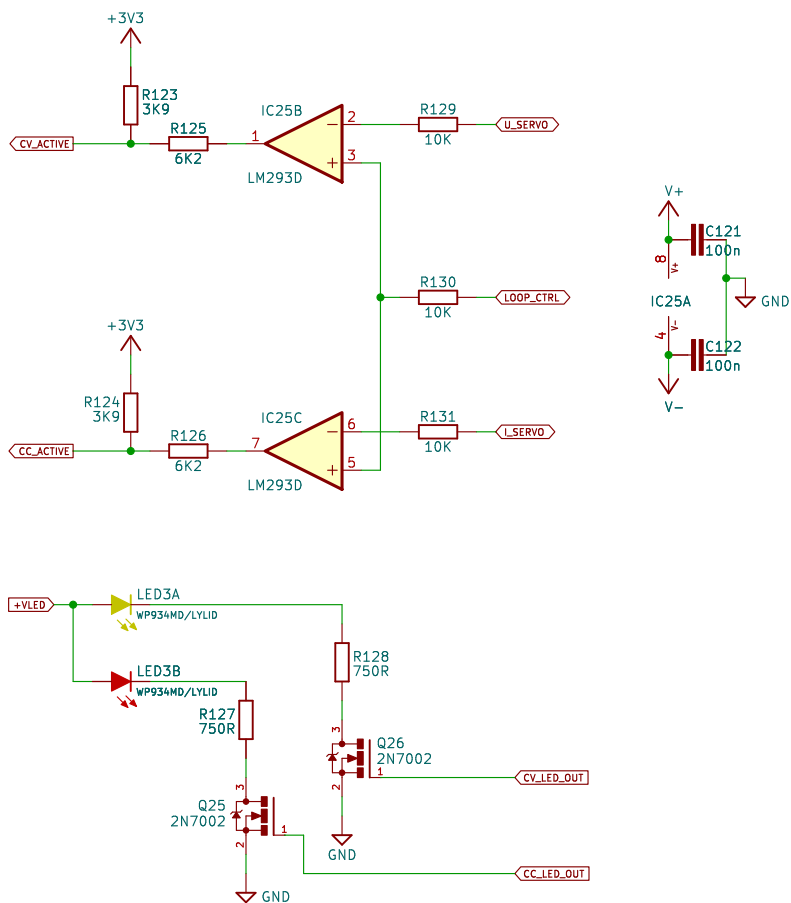 +3V3
R123
3K9
CV_ACTIVE
R125
6K2
IC25B
1
LM293D
−
2
+
3
R129
10K
U_SERVO
R130
10K
LOOP_CTRL
V+
C121
100n
8
V+
IC25A
GND
V-
4
C122
100n
V-
+3V3
R124
3K9
CC_ACTIVE
R126
6K2
IC25C
7
LM293D
−
6
+
5
R131
10K
I_SERVO
+VLED
LED3A
WP934MD/LYLID
LED3B
WP934MD/LYLID
R128
750R
R127
750R
3
Q26
2N7002
1
2
GND
CV_LED_OUT
3
Q25
2N7002
1
2
GND
CC_LED_OUT